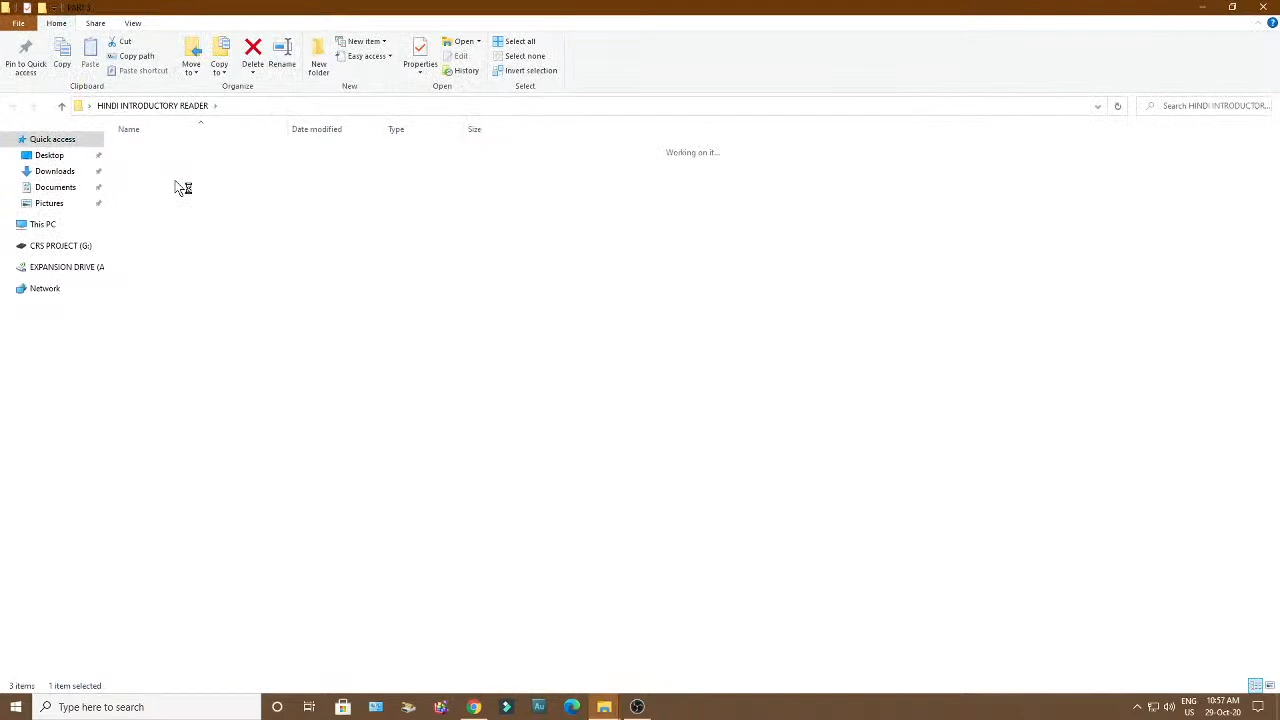 PART 3
File Home Share View
Pin to Quick access
Copy
Paste
Cut
Copy path
Paste shortcut
Clipboard
Move to
Copy to
Delete
Rename
Organize
New folder
New item
Easy access
New
Properties
Open
Edit
History
Open
Select all
Select none
Invert selection
Select
HINDI INTRODUCTORY READER
Search HINDI INTRODUCTOR...
Name Date modified Type Size
Working on it...
Quick access
Desktop
Downloads
Documents
Pictures
This PC
CRS PROJECT (G:)
EXPANSION DRIVE (A
Network
3 items 1 item selected
Type here to search
Au
ENG
US
10:57 AM
29-Oct-20